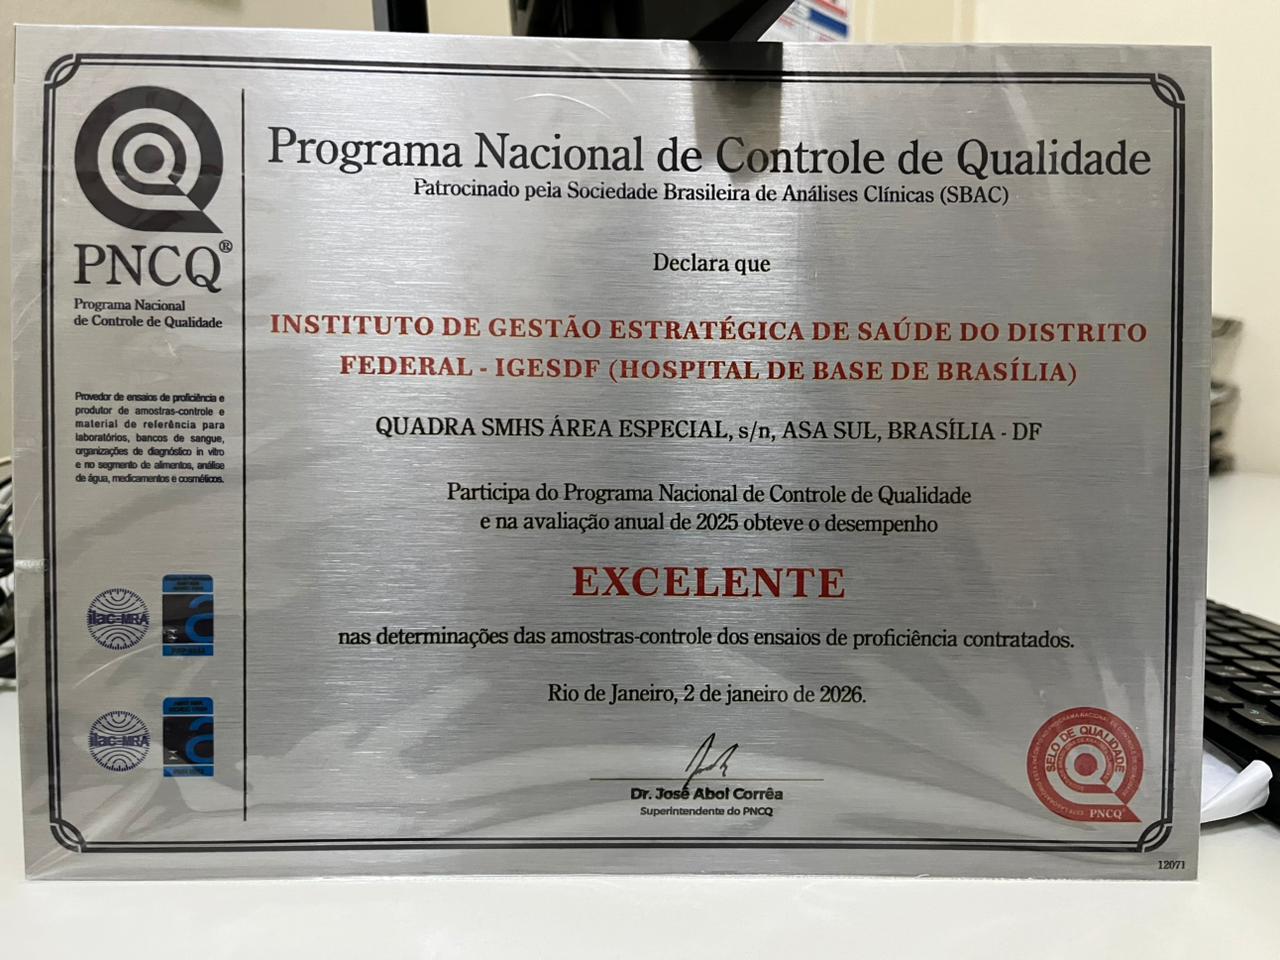 PNCQ®
Programa Nacional
de Controle de Qualidade
Provedor de ensaios de proficiência e
produtor de amostras-controle e
material de referência para
laboratórios, bancos de sangue,
organizações de diagnóstico in vitro
e no segmento de alimentos, análise
de água, medicamentos e cosméticos.
ilac-MRA
ilac-MRA
Programa Nacional de Controle de Qualidade
Patrocinado pela Sociedade Brasileira de Análises Clínicas (SBAC)
Declara que
INSTITUTO DE GESTÃO ESTRATÉGICA DE SAÚDE DO DISTRITO
FEDERAL - IGESDF (HOSPITAL DE BASE DE BRASÍLIA)
QUADRA SMHS ÁREA ESPECIAL, s/n, ASA SUL, BRASÍLIA - DF
Participa do Programa Nacional de Controle de Qualidade
e na avaliação anual de 2025 obteve o desempenho
EXCELENTE
nas determinações das amostras-controle dos ensaios de proficiência contratados.
Rio de Janeiro, 2 de janeiro de 2026.
Dr. José Abol Corrêa
Superintendente do PNCQ
SELO DE QUALIDADE
PNCQ
12071